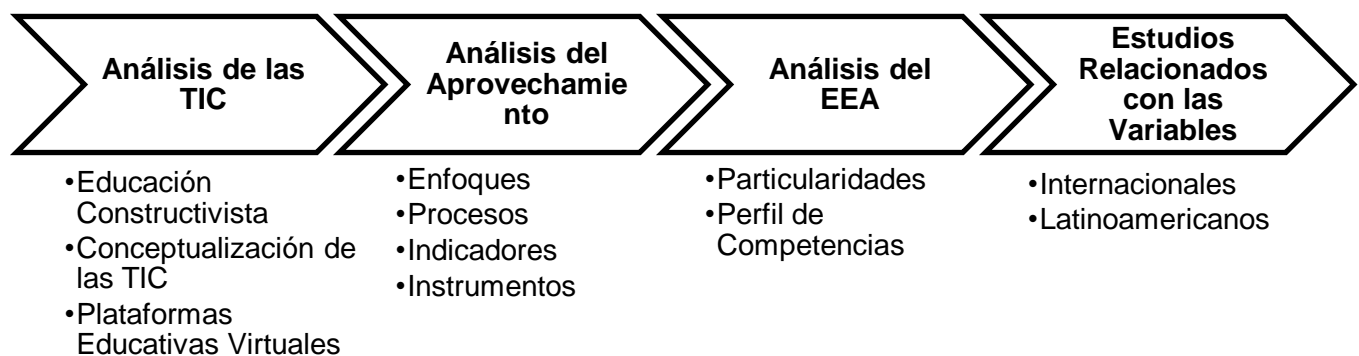 Análisis de las
TIC
Análisis del
Aprovechamie
nto
Análisis del
EEA
Estudios
Relacionados
con las
Variables
•Educación
Constructivista
•Conceptualización de
las TIC
•Plataformas
Educativas Virtuales
•Enfoques
•Procesos
•Indicadores
•Instrumentos
•Particularidades
•Perfil de
Competencias
•Internacionales
•Latinoamericanos